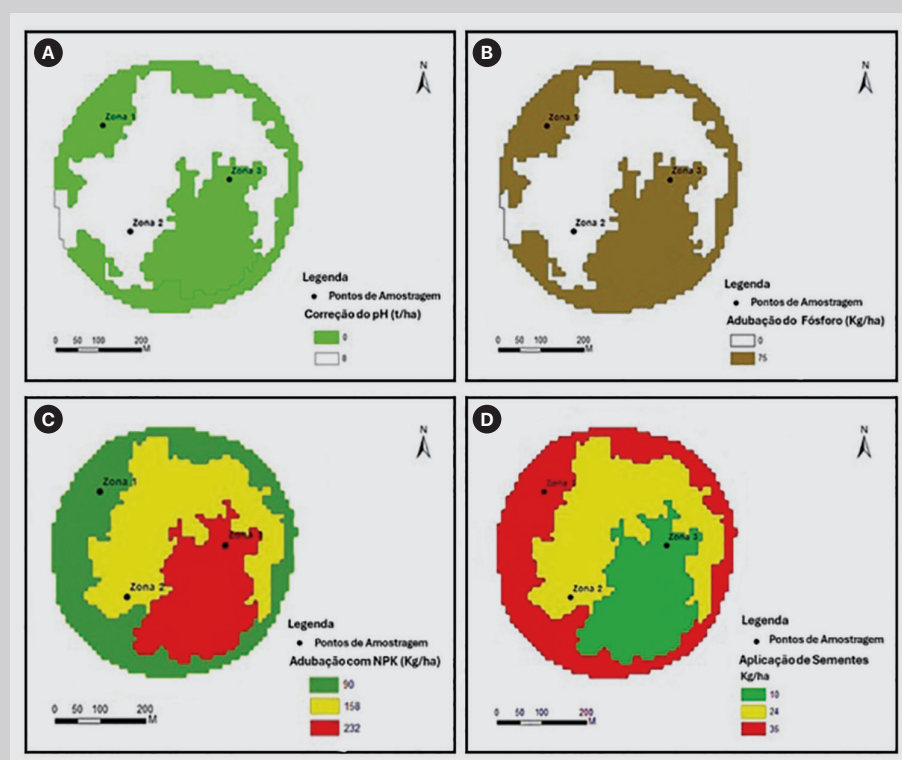 A
N
Zona 1
Zona 3
Zona 2
Legenda
Pontos de Amostragem
Correção do pH (t/ha)
0
8
0 50 100 200
M
B
N
Zona 1
Zona 3
Zona 2
Legenda
Pontos de Amostragem
Adubação do Fósforo (Kg/ha)
0
75
0 50 100 200
M
C
N
Zona 1
Zona 2
Legenda
Pontos de Amostragem
Adubação com NPK (Kg/ha)
90
158
232
0 50 100 200
M
D
N
Zona 3
Zona 2
Legenda
Pontos de Amostragem
Aplicação de Sementes
Kg/ha
10
24
36
0 50 100 200
M